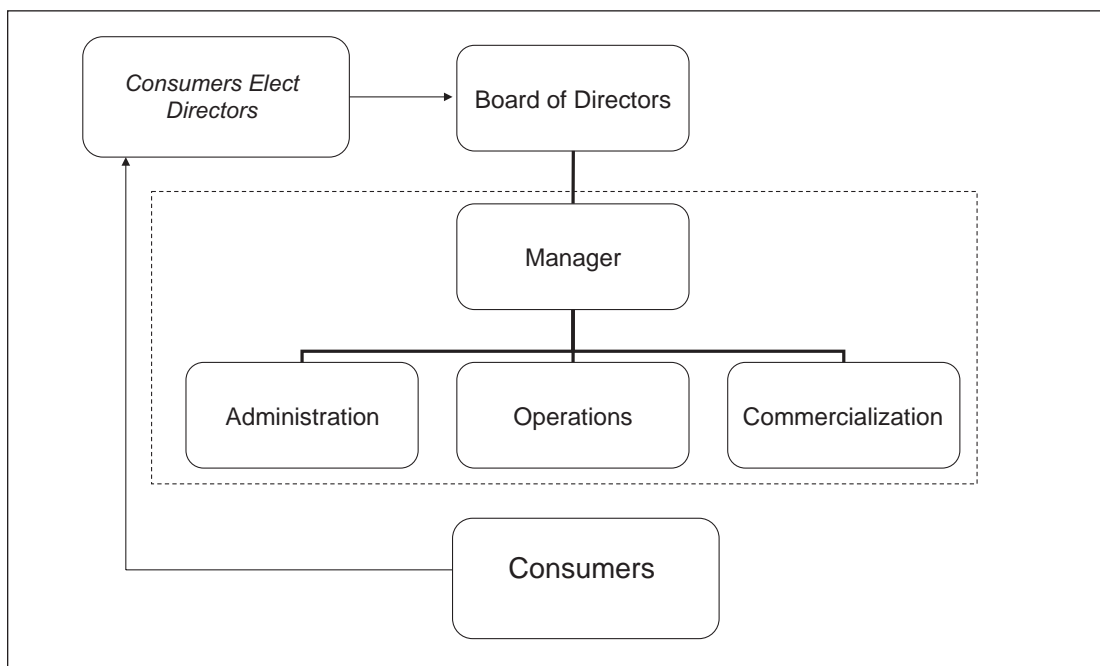 Consumers Elect
Directors
Board of Directors
Manager
Administration
Operations
Commercialization
Consumers